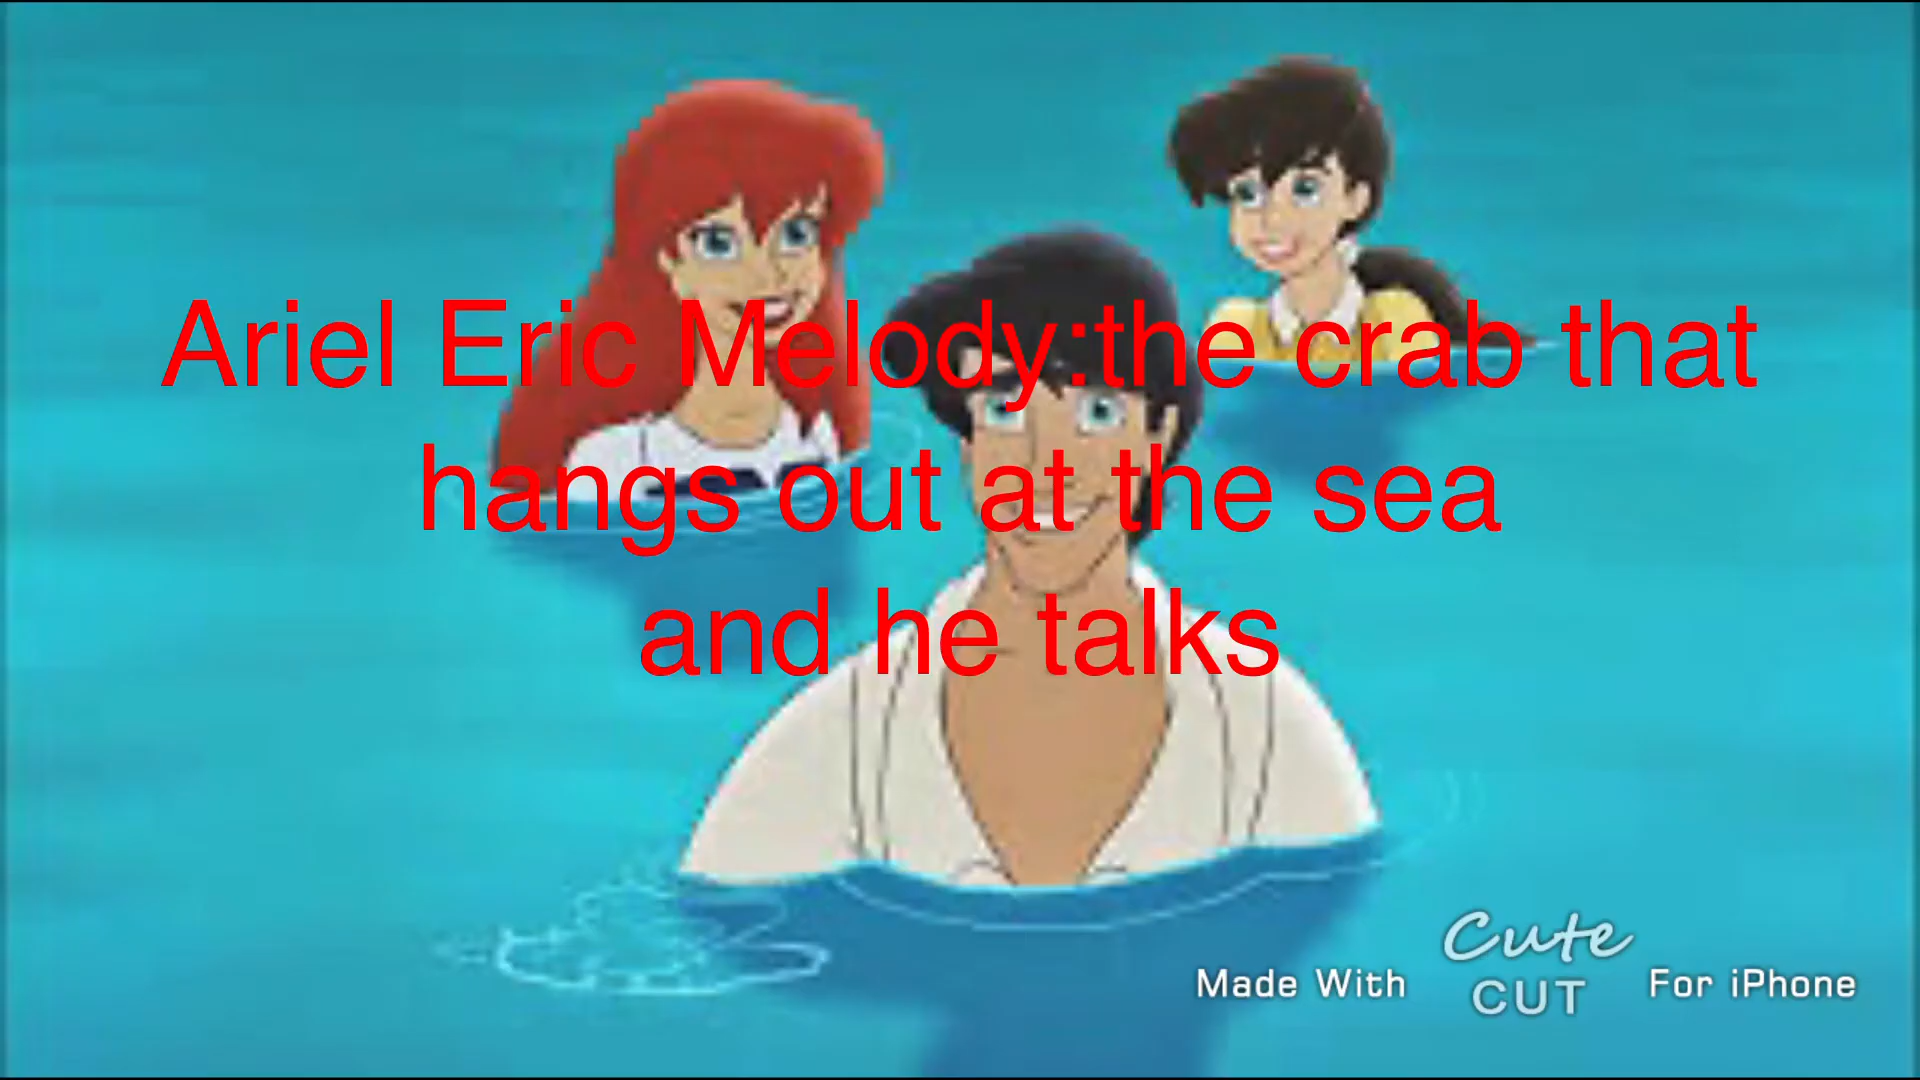 Ariel Eric Melody:the crab that
hangs out at the sea
and he talks
Made With Cute CUT For iPhone